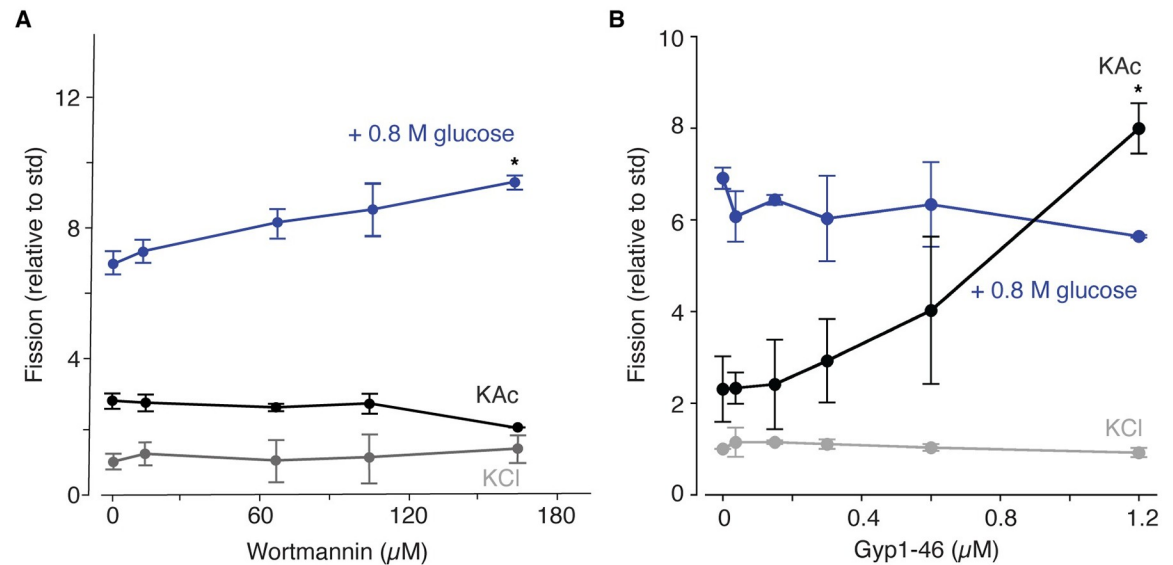 A
Fission (relative to std)
12
8
4
0
+ 0.8 M glucose
*
KAc
KCl
0
60
120
180
Wortmannin (µM)
B
Fission (relative to std)
10
8
6
4
2
0
KAc
*
+ 0.8 M glucose
KCl
0
0.4
0.8
1.2
Gyp1-46 (µM)